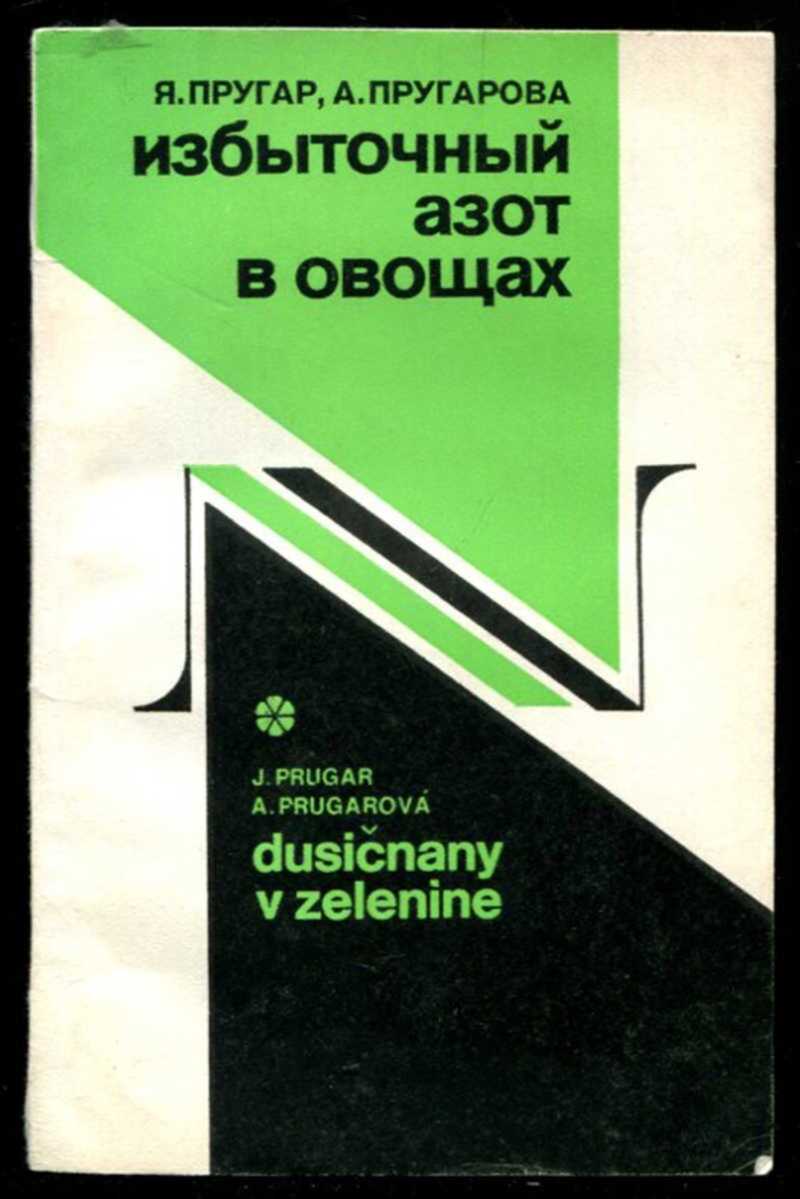 Я.ПРУГАР, А.ПРУГАРОВА
избыточный
азот
в овощах
J. PRUGAR
A. PRUGAROVÁ
dusičnany
v zelenine